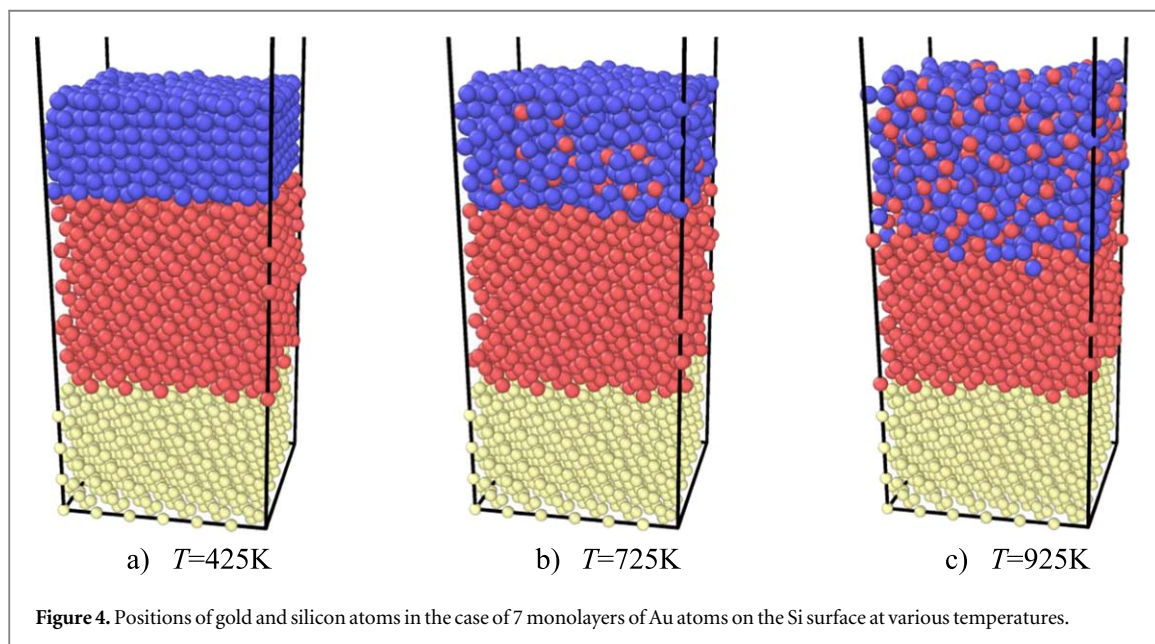 a) T=425K
b) T=725K
c) T=925K
Figure 4. Positions of gold and silicon atoms in the case of 7 monolayers of Au atoms on the Si surface at various temperatures.